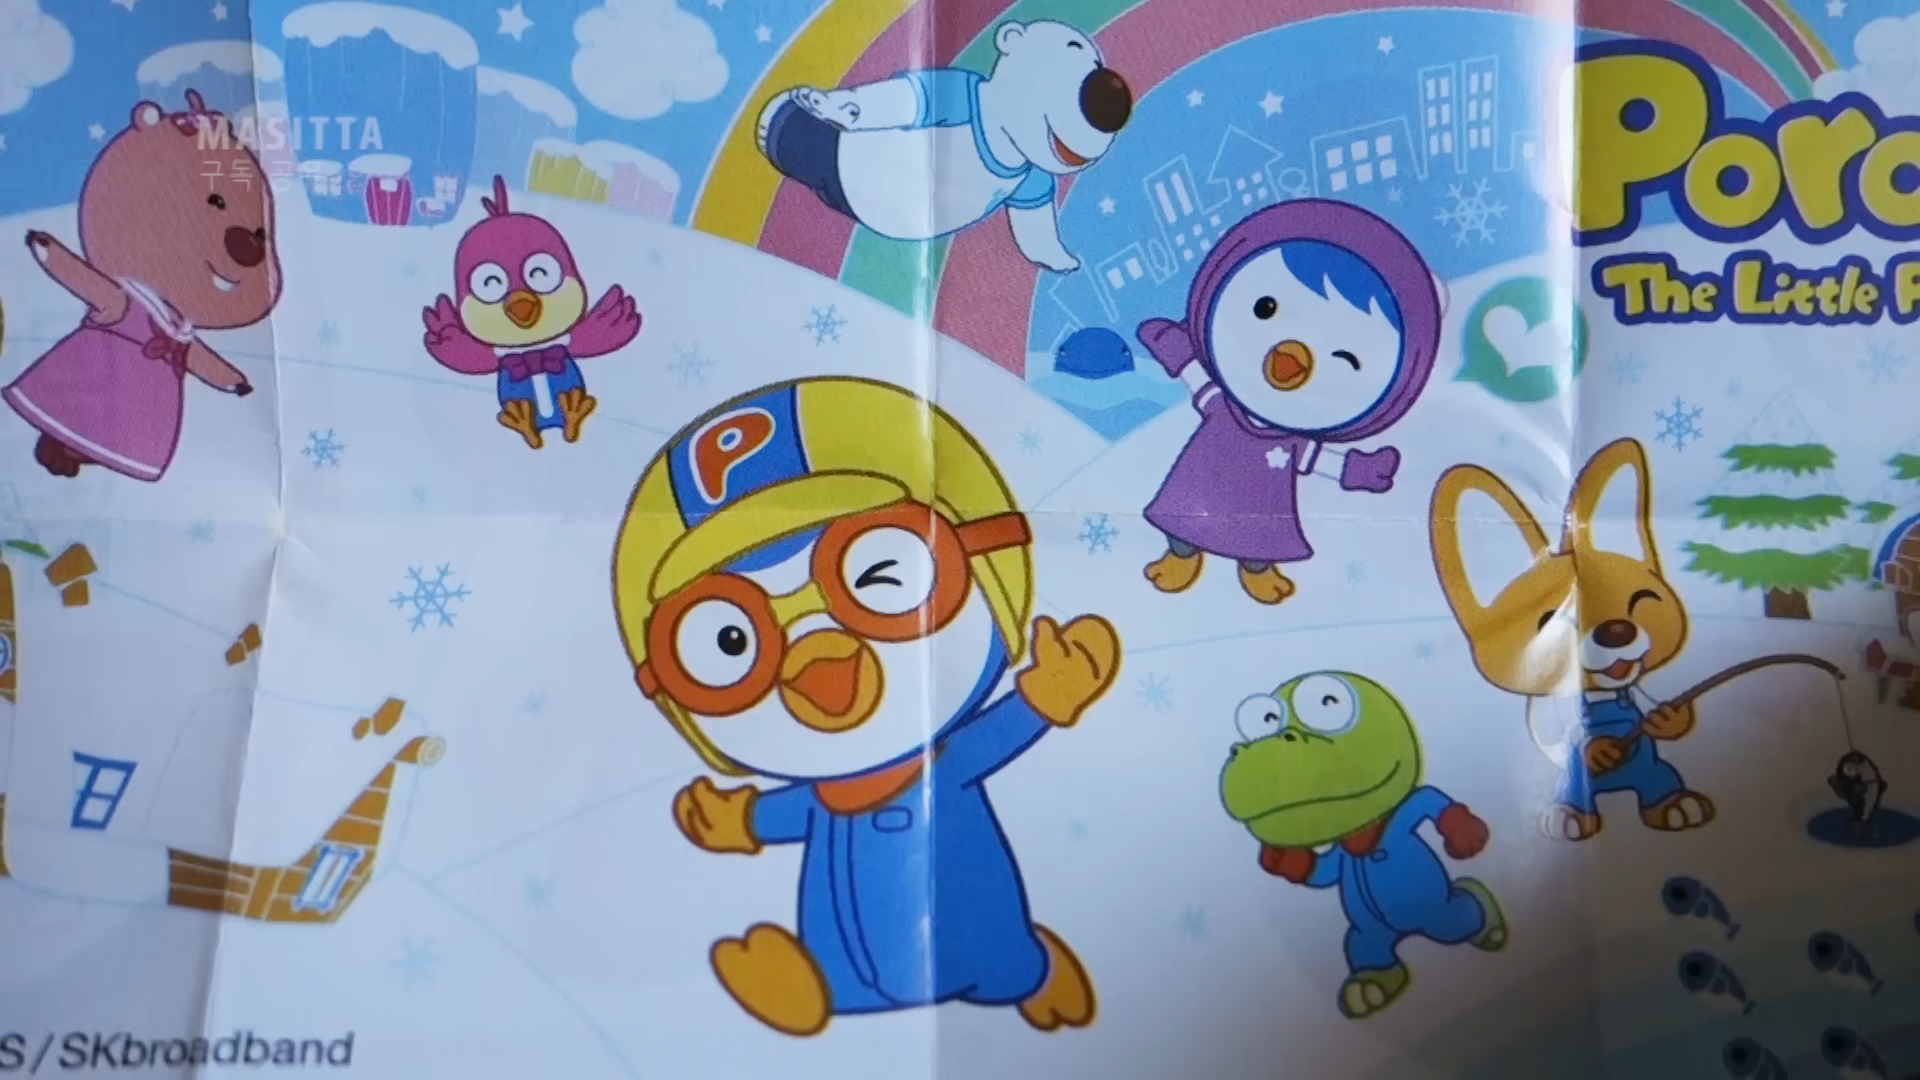 MASITTA
구독
P
Poro
The Little P
S/SKbroadband